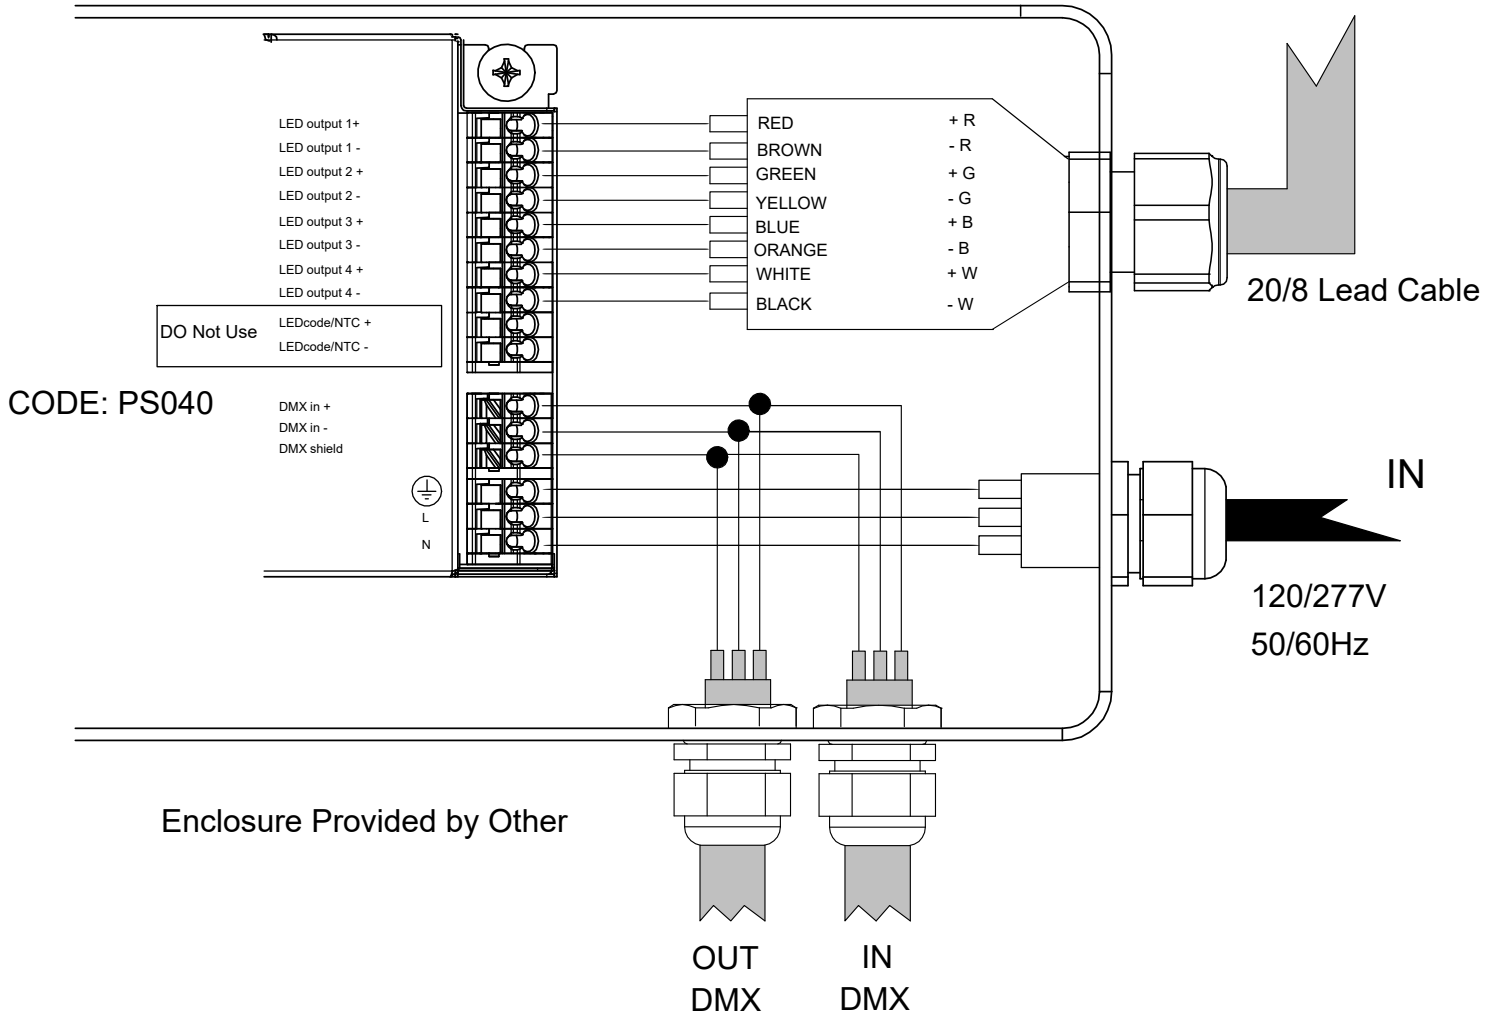 LED output 1+
LED output 1 -
LED output 2 +
LED output 2 -
LED output 3 +
LED output 3 -
LED output 4 +
LED output 4 -
DO Not Use
LEDcode/NTC +
LEDcode/NTC -
RED + R
BROWN - R
GREEN + G
YELLOW - G
BLUE + B
ORANGE - B
WHITE + W
BLACK - W
20/8 Lead Cable
CODE: PS040
DMX in +
DMX in -
DMX shield
L
N
IN
120/277V
50/60Hz
Enclosure Provided by Other
OUT
DMX
IN
DMX